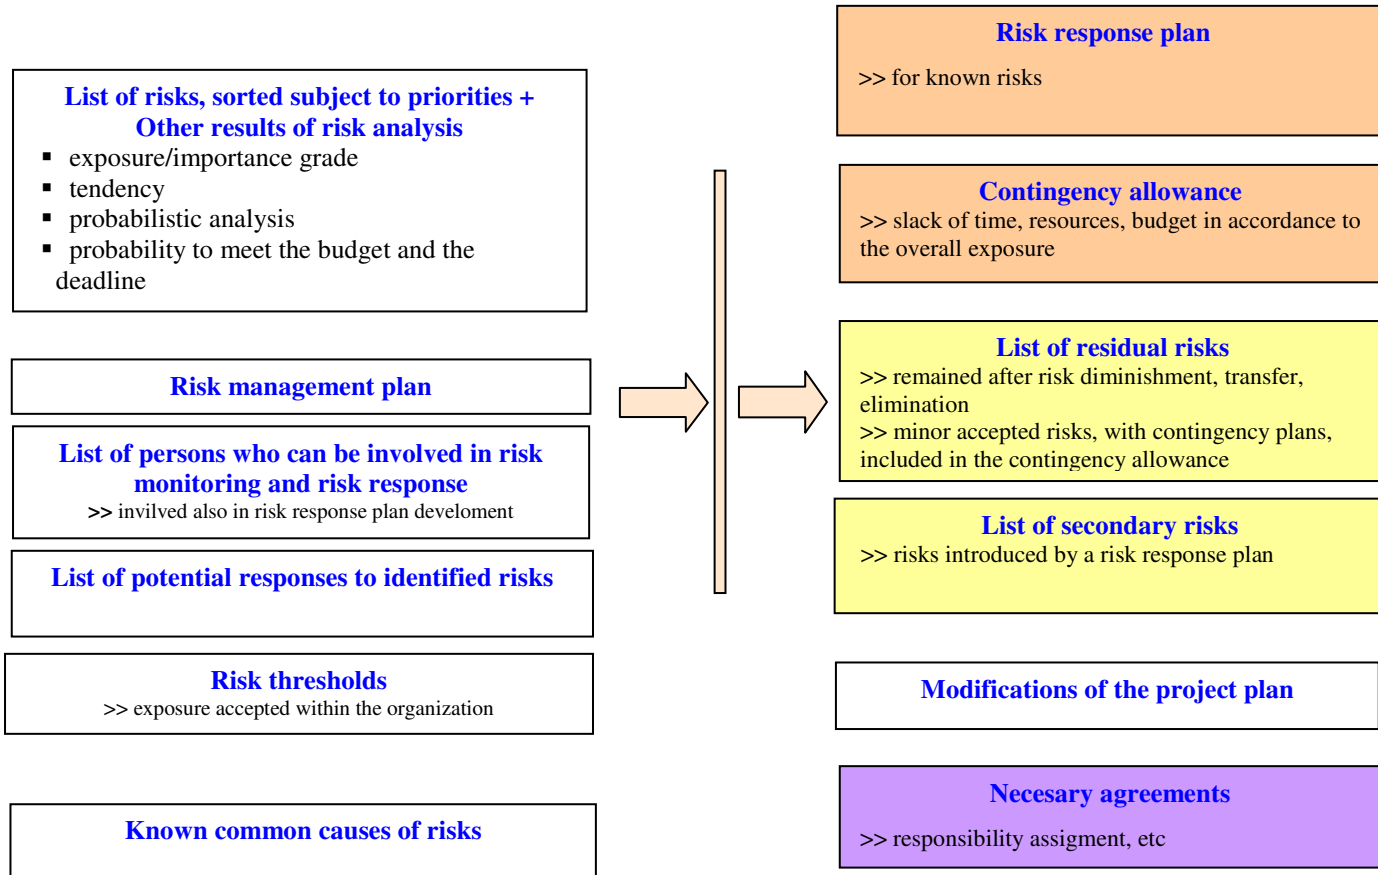 List of risks, sorted subject to priorities +
Other results of risk analysis
▪ exposure/importance grade
▪ tendency
▪ probabilistic analysis
▪ probability to meet the budget and the
deadline
Risk management plan
List of persons who can be involved in risk
monitoring and risk response
>> invilved also in risk response plan develoment
List of potential responses to identified risks
Risk thresholds
>> exposure accepted within the organization
Known common causes of risks
Risk response plan
>> for known risks
Contingency allowance
>> slack of time, resources, budget in accordance to
the overall exposure
List of residual risks
>> remained after risk diminishment, transfer,
elimination
>> minor accepted risks, with contingency plans,
included in the contingency allowance
List of secondary risks
>> risks introduced by a risk response plan
Modifications of the project plan
Necesary agreements
>> responsibility assigment, etc